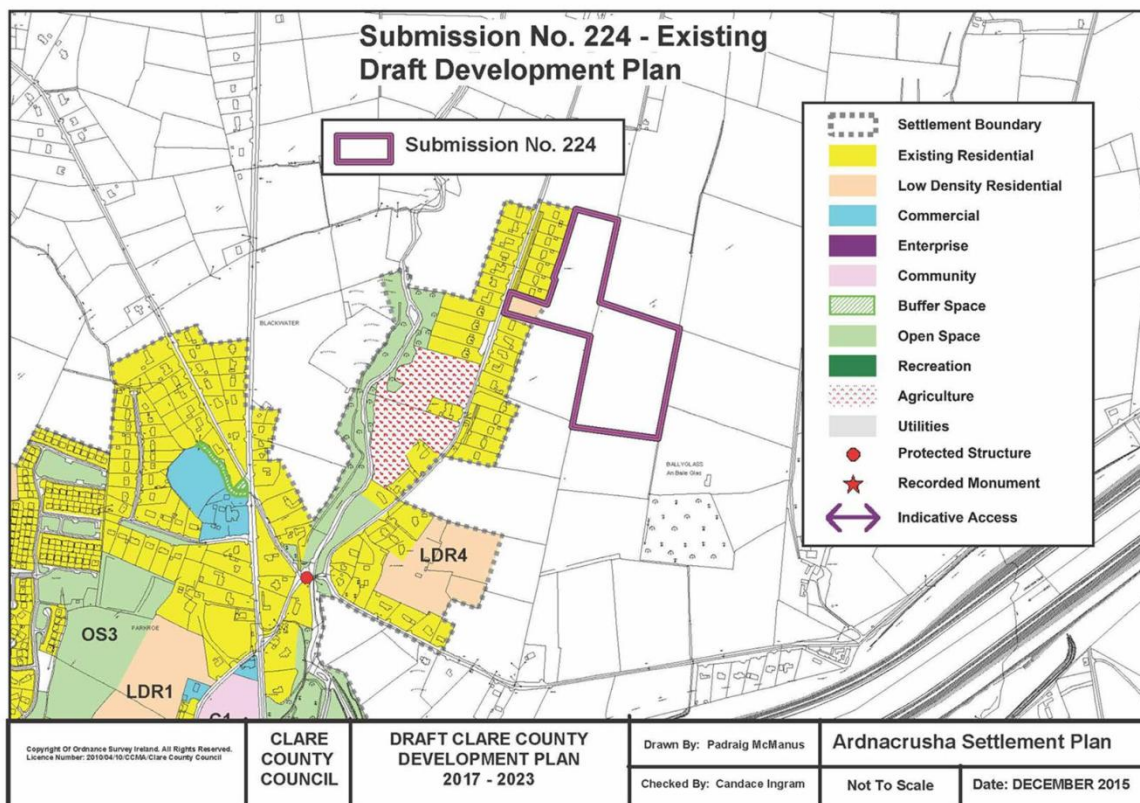 Submission No. 224 - Existing
Draft Development Plan
Submission No. 224
Settlement Boundary
Existing Residential
Low Density Residential
Commercial
Enterprise
Community
Buffer Space
Open Space
Recreation
Agriculture
Utilities
Protected Structure
Recorded Monument
Indicative Access
BLACKWATER
BALLYGLASS
An Baile Glas
LDR4
OS3
FARHROE
LDR1
C1
Copyright Of Ordnance Survey Ireland. All Rights Reserved.
Licence Number: 2010/04/10/CCMA/Clare County Council
CLARE
COUNTY
COUNCIL
DRAFT CLARE COUNTY
DEVELOPMENT PLAN
2017 - 2023
Drawn By: Padraig McManus
Checked By: Candace Ingram
Ardnacrusha Settlement Plan
Not To Scale
Date: DECEMBER 2015